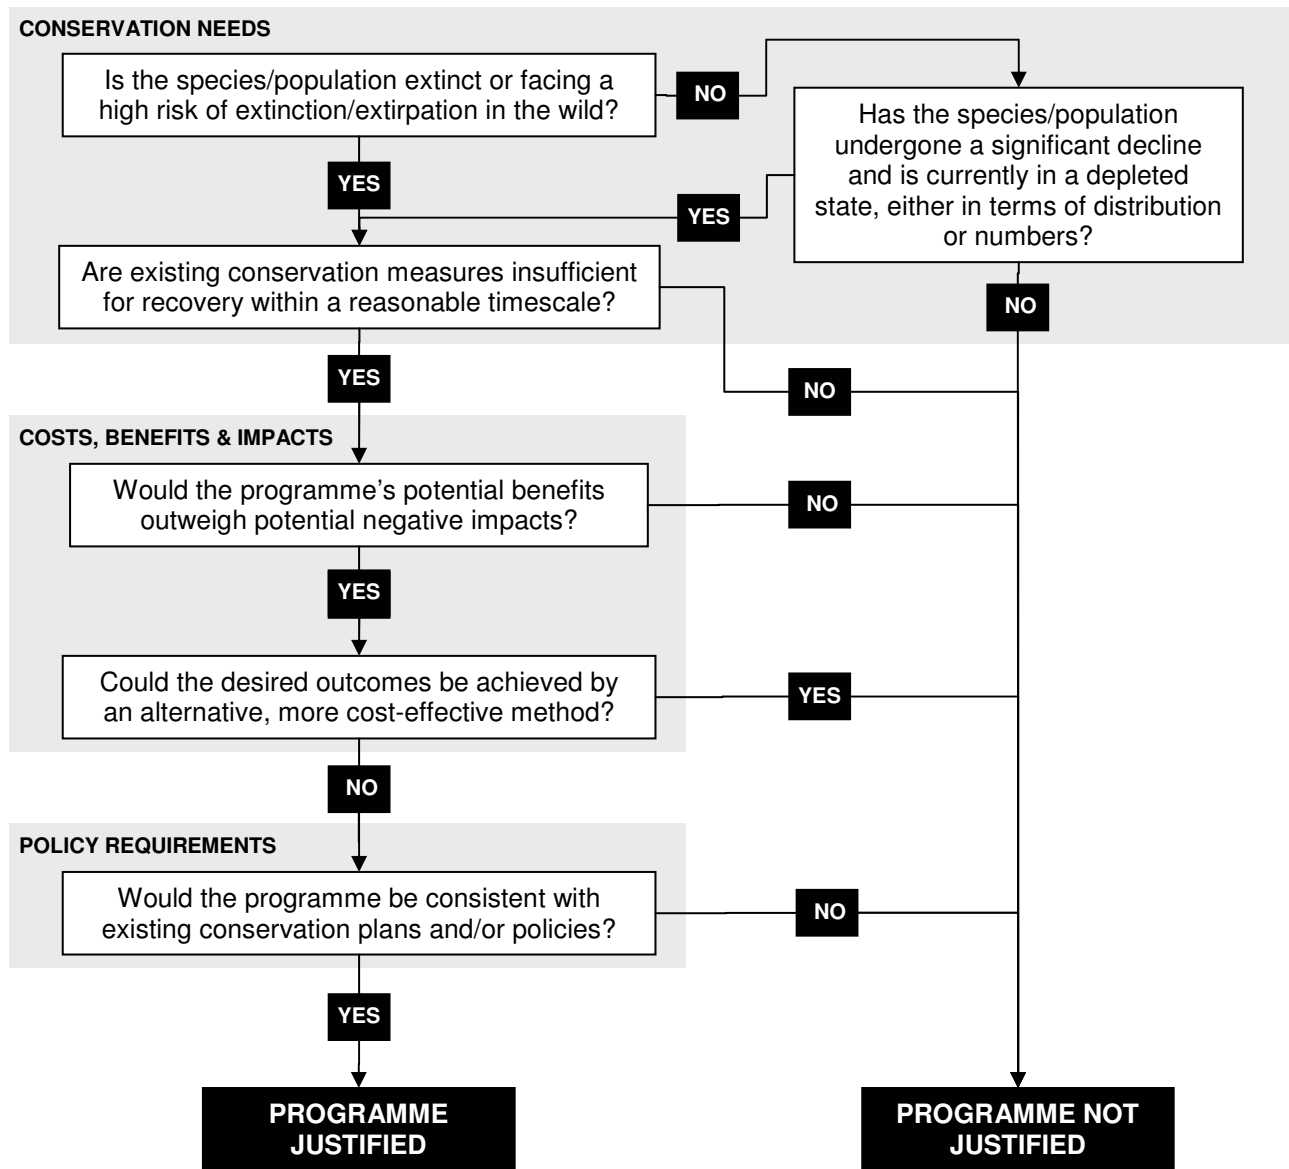 CONSERVATION NEEDS
Is the species/population extinct or facing a
high risk of extinction/extirpation in the wild?
NO
Has the species/population
undergone a significant decline
and is currently in a depleted
state, either in terms of distribution
or numbers?
YES
YES
Are existing conservation measures insufficient
for recovery within a reasonable timescale?
NO
YES
NO
COSTS, BENEFITS & IMPACTS
Would the programme’s potential benefits
outweigh potential negative impacts?
NO
YES
Could the desired outcomes be achieved by
an alternative, more cost-effective method?
YES
NO
POLICY REQUIREMENTS
Would the programme be consistent with
existing conservation plans and/or policies?
NO
YES
PROGRAMME
JUSTIFIED
PROGRAMME NOT
JUSTIFIED